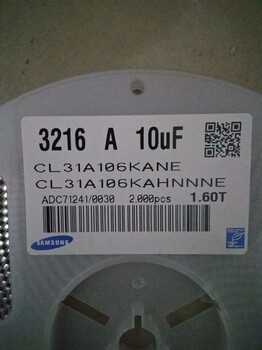 3216 A 10uF
CL31A106KANE
CL31A106KAHNNNE
ADC71241/0030 2.000pcs 1.60T
SAMSUNG